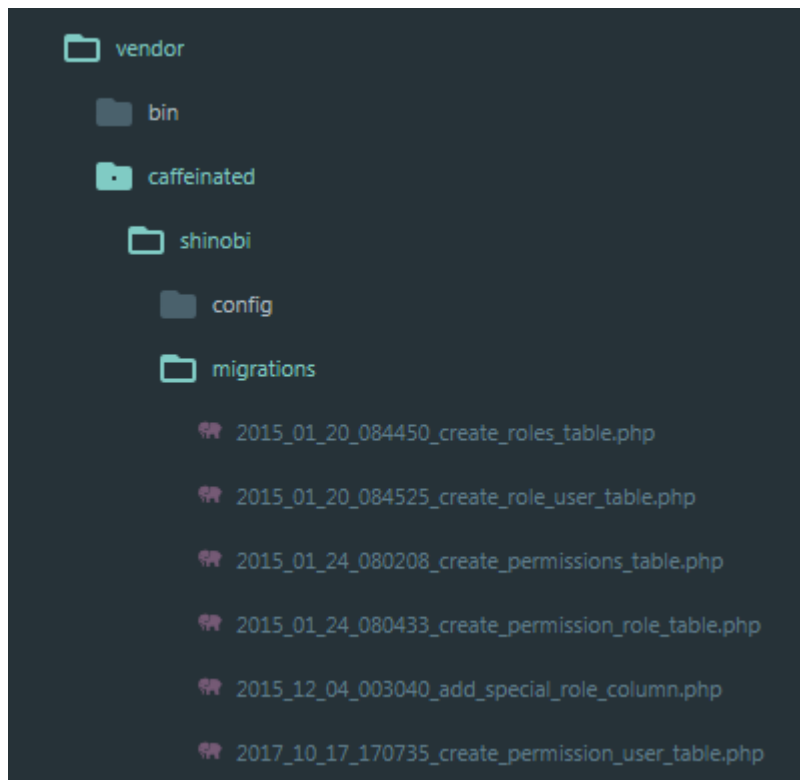 vendor
bin
caffeinated
shinobi
config
migrations
2015_01_20_084450_create_roles_table.php
2015_01_20_084525_create_role_user_table.php
2015_01_24_080208_create_permissions_table.php
2015_01_24_080433_create_permission_role_table.php
2015_12_04_003040_add_special_role_column.php
2017_10_17_170735_create_permission_user_table.php